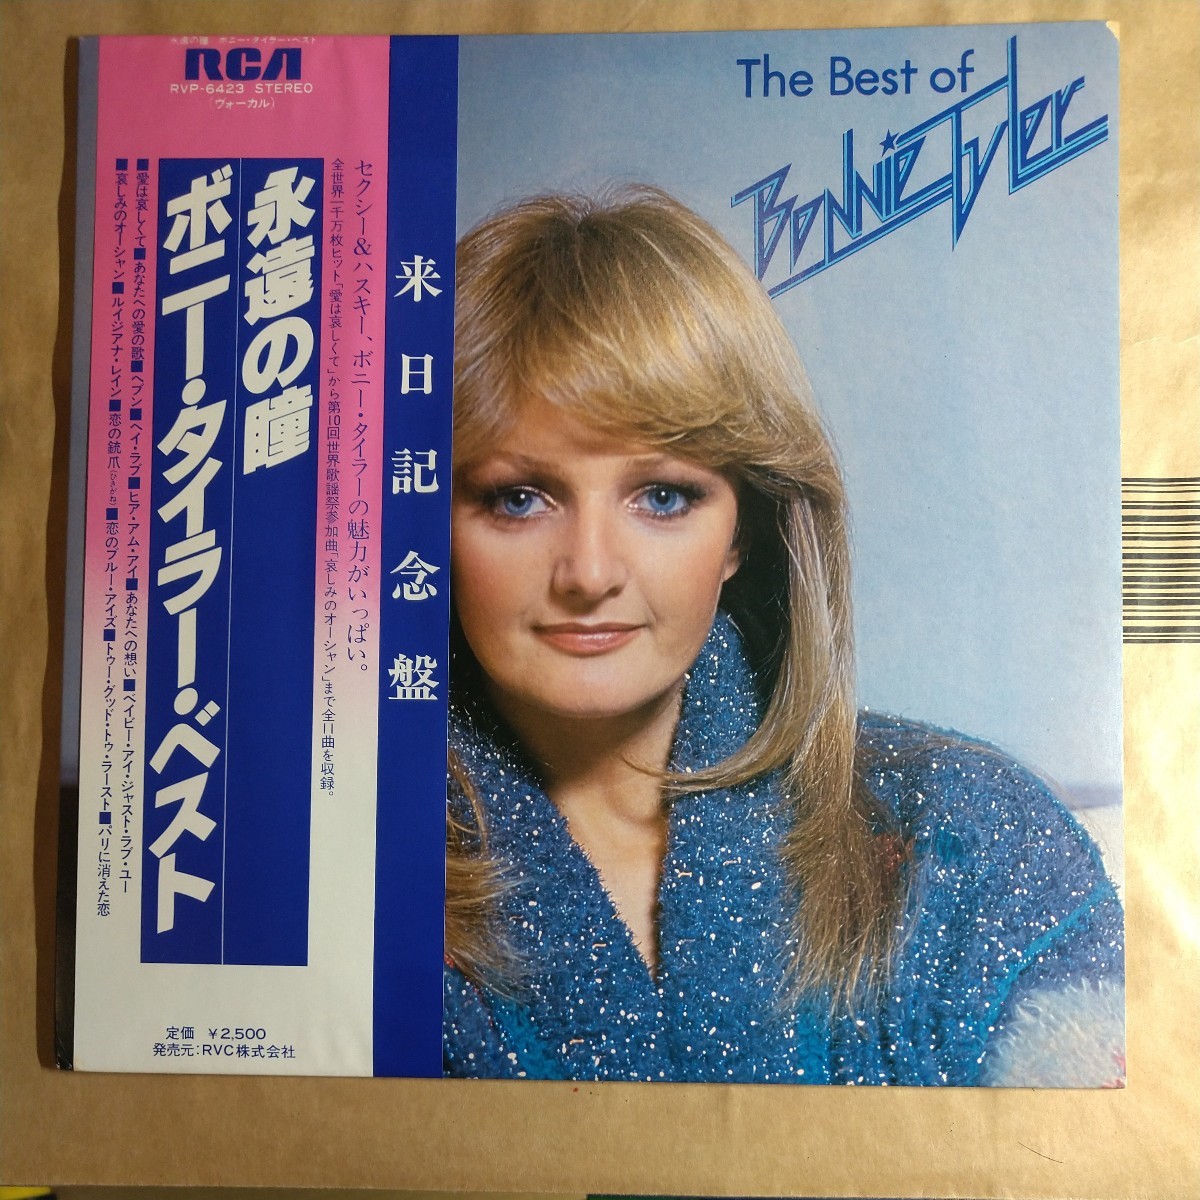 永遠の瞳 ボニー・タイラー・ベスト
RCA
RVP-6423 STEREO
(ヴォーカル)
The Best of
Bonnie Tyler
来日記念盤
セクシー&ハスキー、ボニー・タイラーの魅力がいっぱい。
全世界一千万枚ヒット「愛は哀しくて」から第10回世界歌謡祭参加曲「哀しみのオーシャン」まで全11曲を収録。
永遠の瞳
ボニー・タイラー・ベスト
■愛は哀しくて■あなたへの愛の歌■ヘブン■ヘイ・ラブ■ヒア・アム・アイ■あなたへの想い■ベイビー・アイ・ジャスト・ラブ・ユー
■哀しみのオーシャン■ルイジアナ・レイン■恋の銃爪(ひきがね)■恋のブルー・アイズ■トゥー・グッド・トゥ・ラースト■パリに消えた恋
定価 ¥2,500
発売元:RVC株式会社